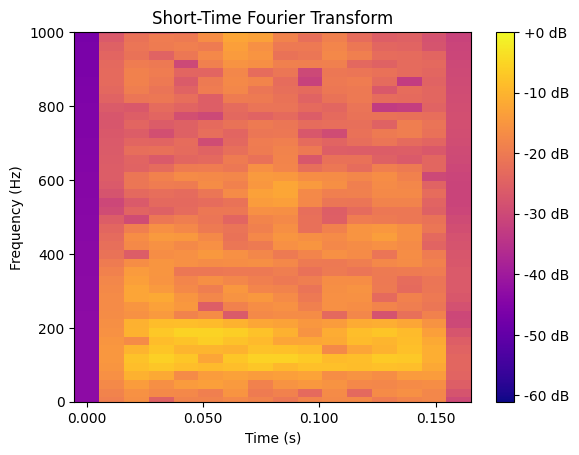 Short-Time Fourier Transform
1000
800
600
400
200
0
Frequency (Hz)
0.000
0.050
0.100
0.150
Time (s)
+0 dB
-10 dB
-20 dB
-30 dB
-40 dB
-50 dB
-60 dB